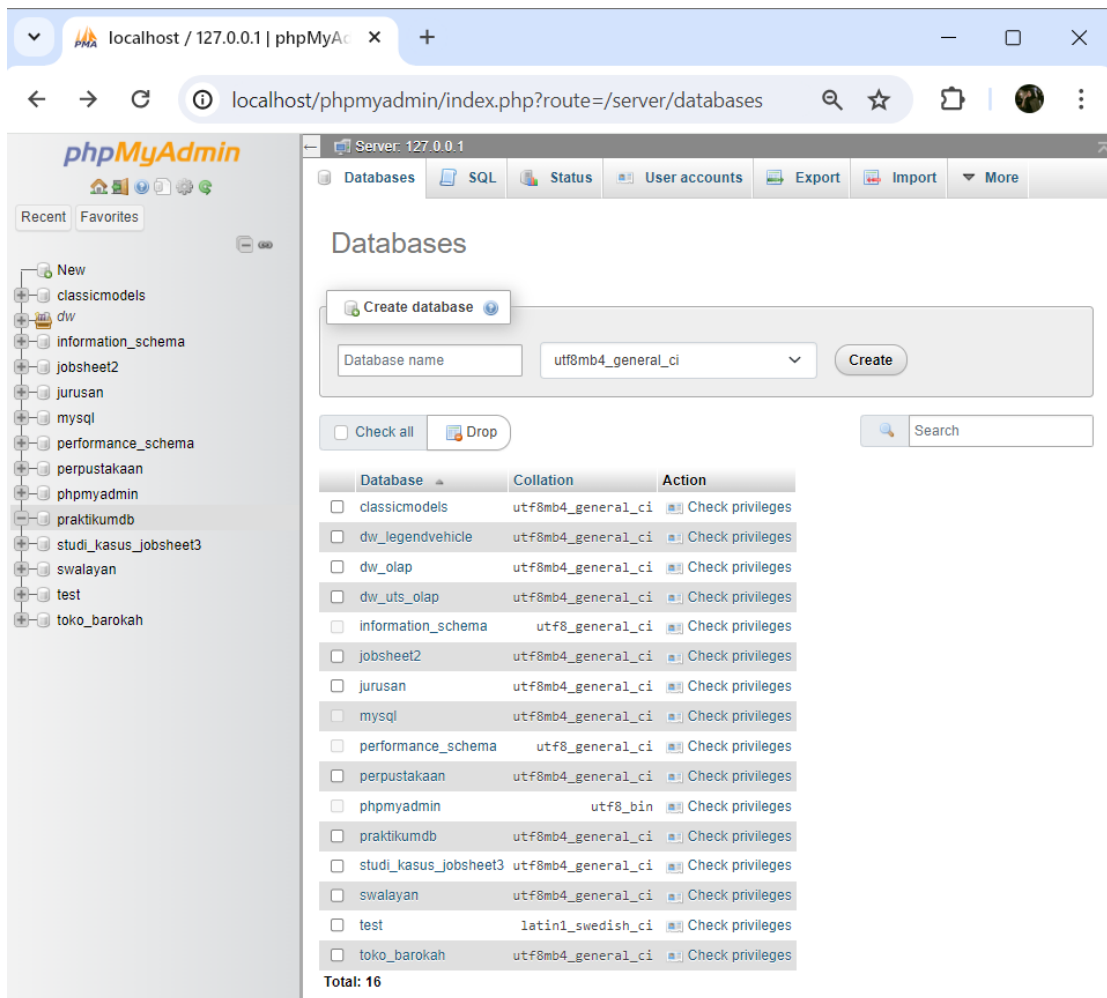 PMA localhost / 127.0.0.1 | phpMyAc
localhost/phpmyadmin/index.php?route=/server/databases
phpMyAdmin
Recent Favorites
New
classicmodels
dw
information_schema
jobsheet2
jurusan
mysql
performance_schema
perpustakaan
phpmyadmin
praktikumdb
studi_kasus_jobsheet3
swalayan
test
toko_barokah
Server: 127.0.0.1
Databases SQL Status User accounts Export Import More
Databases
Create database
Database name utf8mb4_general_ci Create
Check all Drop Search
Database Collation Action
classicmodels utf8mb4_general_ci Check privileges
dw_legendvehicle utf8mb4_general_ci Check privileges
dw_olap utf8mb4_general_ci Check privileges
dw_uts_olap utf8mb4_general_ci Check privileges
information_schema utf8_general_ci Check privileges
jobsheet2 utf8mb4_general_ci Check privileges
jurusan utf8mb4_general_ci Check privileges
mysql utf8mb4_general_ci Check privileges
performance_schema utf8_general_ci Check privileges
perpustakaan utf8mb4_general_ci Check privileges
phpmyadmin utf8_bin Check privileges
praktikumdb utf8mb4_general_ci Check privileges
studi_kasus_jobsheet3 utf8mb4_general_ci Check privileges
swalayan utf8mb4_general_ci Check privileges
test latin1_swedish_ci Check privileges
toko_barokah utf8mb4_general_ci Check privileges
Total: 16